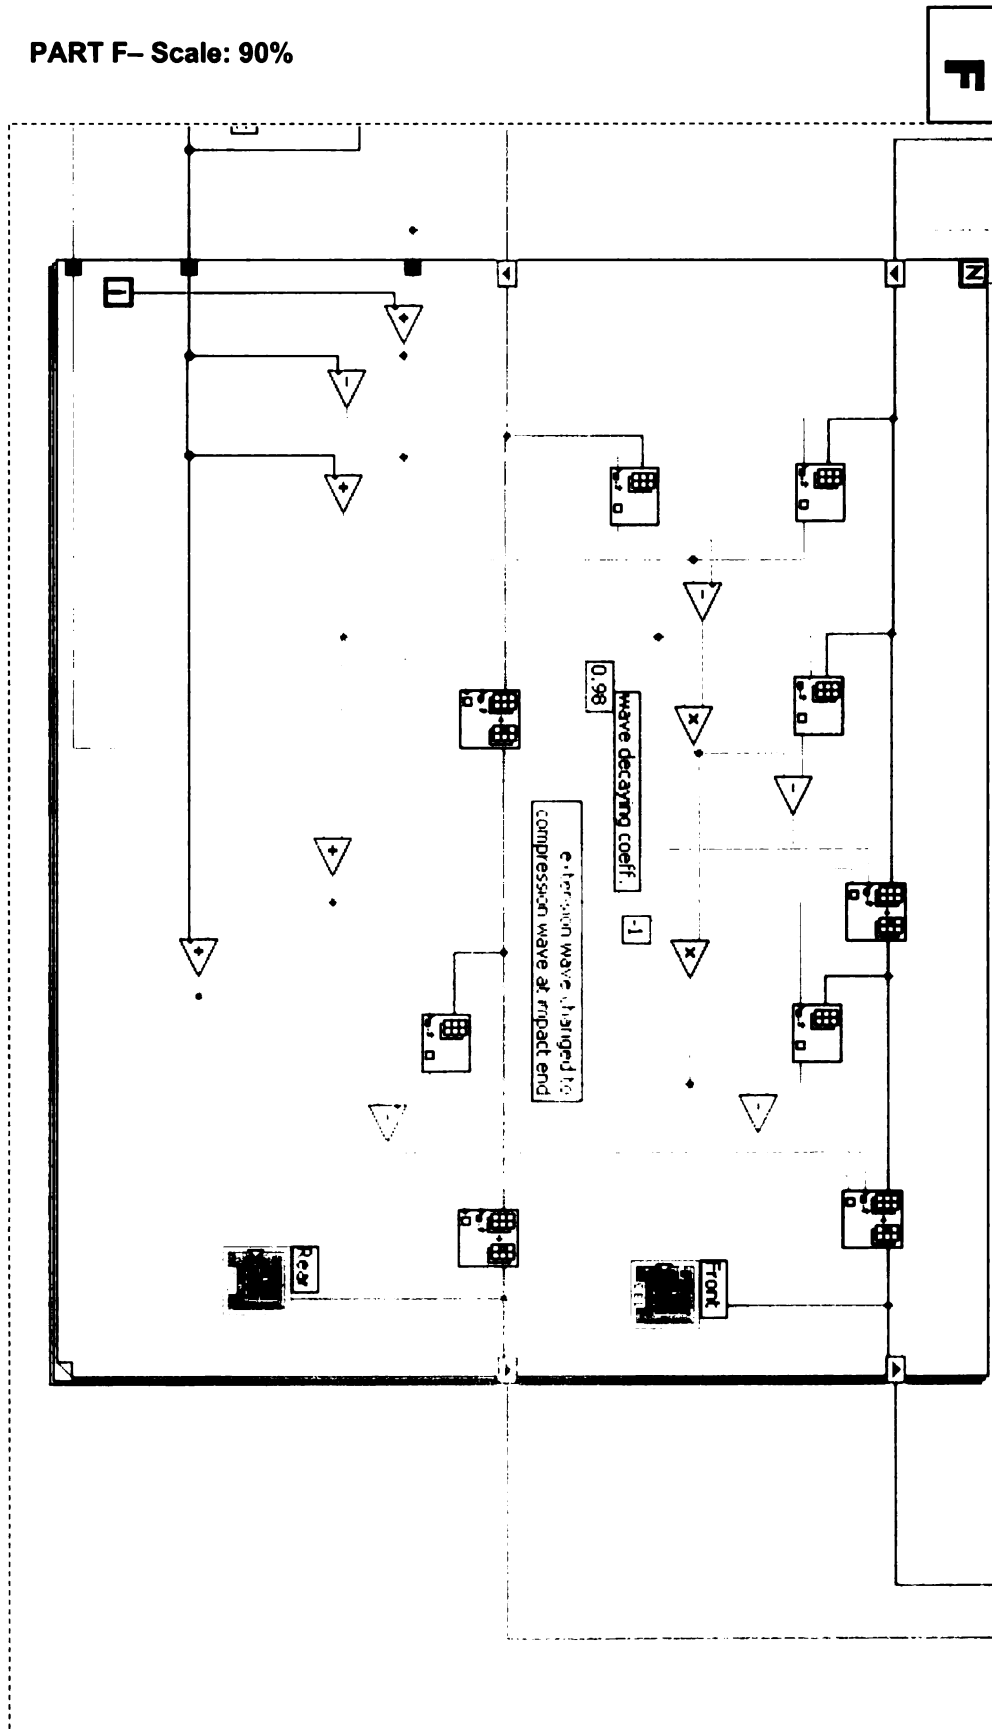 PART F– Scale: 90%
F
N
i
0.98
wave decaying coeff.
-1
extension wave changed to
compression wave at impact end
Rear
Front